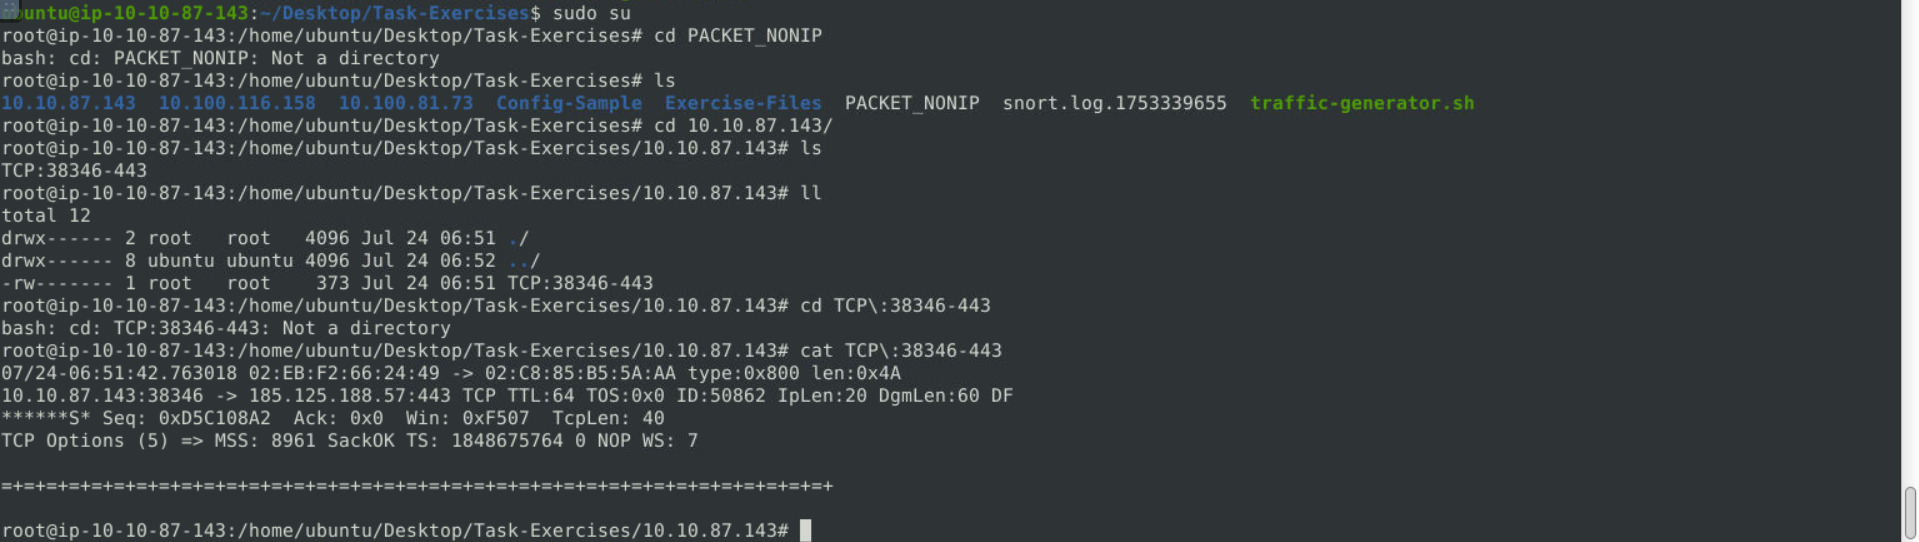 ubuntu@ip-10-10-87-143:~/Desktop/Task-Exercises$ sudo su
root@ip-10-10-87-143:/home/ubuntu/Desktop/Task-Exercises# cd PACKET_NONIP
bash: cd: PACKET_NONIP: Not a directory
root@ip-10-10-87-143:/home/ubuntu/Desktop/Task-Exercises# ls
10.10.87.143  10.100.116.158  10.100.81.73  Config-Sample  Exercise-Files  PACKET_NONIP  snort.log.1753339655  traffic-generator.sh
root@ip-10-10-87-143:/home/ubuntu/Desktop/Task-Exercises# cd 10.10.87.143/
root@ip-10-10-87-143:/home/ubuntu/Desktop/Task-Exercises/10.10.87.143# ls
TCP:38346-443
root@ip-10-10-87-143:/home/ubuntu/Desktop/Task-Exercises/10.10.87.143# ll
total 12
drwx------ 2 root   root   4096 Jul 24 06:51 ./
drwx------ 8 ubuntu ubuntu 4096 Jul 24 06:52 ../
-rw------- 1 root   root    373 Jul 24 06:51 TCP:38346-443
root@ip-10-10-87-143:/home/ubuntu/Desktop/Task-Exercises/10.10.87.143# cd TCP\:38346-443
bash: cd: TCP:38346-443: Not a directory
root@ip-10-10-87-143:/home/ubuntu/Desktop/Task-Exercises/10.10.87.143# cat TCP\:38346-443
07/24-06:51:42.763018 02:EB:F2:66:24:49 -> 02:C8:85:B5:5A:AA type:0x800 len:0x4A
10.10.87.143:38346 -> 185.125.188.57:443 TCP TTL:64 TOS:0x0 ID:50862 IpLen:20 DgmLen:60 DF
******S* Seq: 0xD5C108A2  Ack: 0x0  Win: 0xF507  TcpLen: 40
TCP Options (5) => MSS: 8961 SackOK TS: 1848675764 0 NOP WS: 7
=+=+=+=+=+=+=+=+=+=+=+=+=+=+=+=+=+=+=+=+=+=+=+=+=+=+=+=+=+=+=+=+=+=+=+=+=+
root@ip-10-10-87-143:/home/ubuntu/Desktop/Task-Exercises/10.10.87.143#